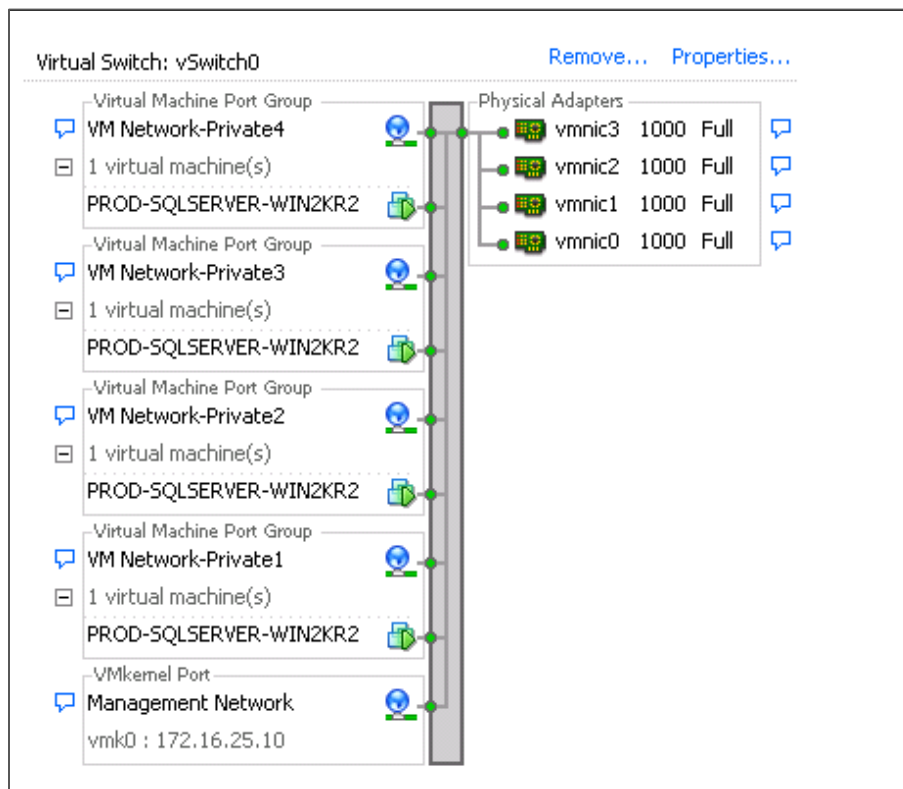 Virtual Switch: vSwitch0 Remove... Properties...
Virtual Machine Port Group
VM Network-Private4
1 virtual machine(s)
PROD-SQLSERVER-WIN2KR2
Virtual Machine Port Group
VM Network-Private3
1 virtual machine(s)
PROD-SQLSERVER-WIN2KR2
Virtual Machine Port Group
VM Network-Private2
1 virtual machine(s)
PROD-SQLSERVER-WIN2KR2
Virtual Machine Port Group
VM Network-Private1
1 virtual machine(s)
PROD-SQLSERVER-WIN2KR2
VMkernel Port
Management Network
vmk0 : 172.16.25.10
Physical Adapters
vmnic3 1000 Full
vmnic2 1000 Full
vmnic1 1000 Full
vmnic0 1000 Full